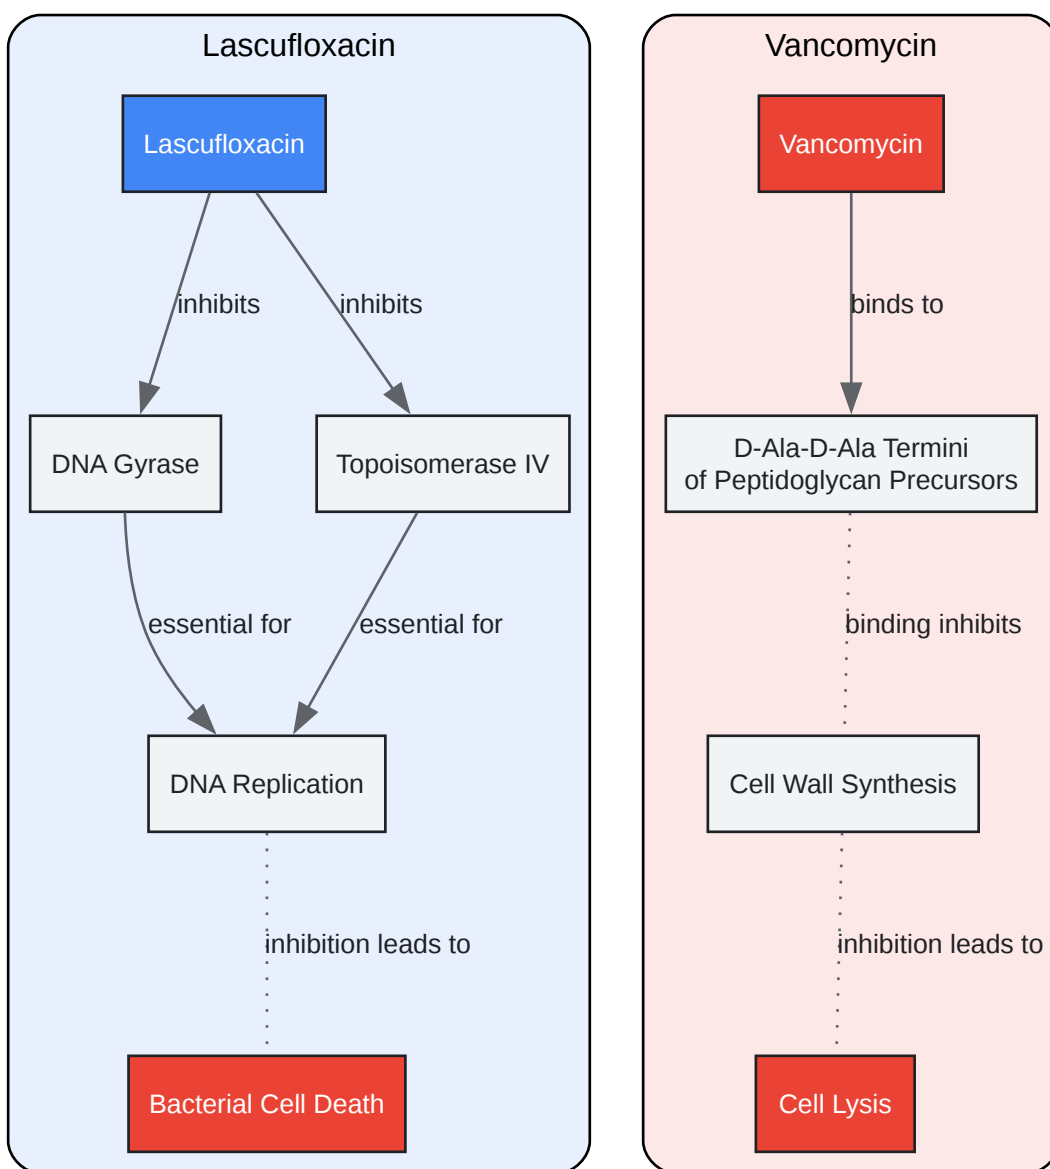 Lascufloxacin
Lascufloxacin
inhibits
inhibits
DNA Gyrase
Topoisomerase IV
essential for
essential for
DNA Replication
inhibition leads to
Bacterial Cell Death
Vancomycin
Vancomycin
binds to
D-Ala-D-Ala Termini
of Peptidoglycan Precursors
binding inhibits
Cell Wall Synthesis
inhibition leads to
Cell Lysis